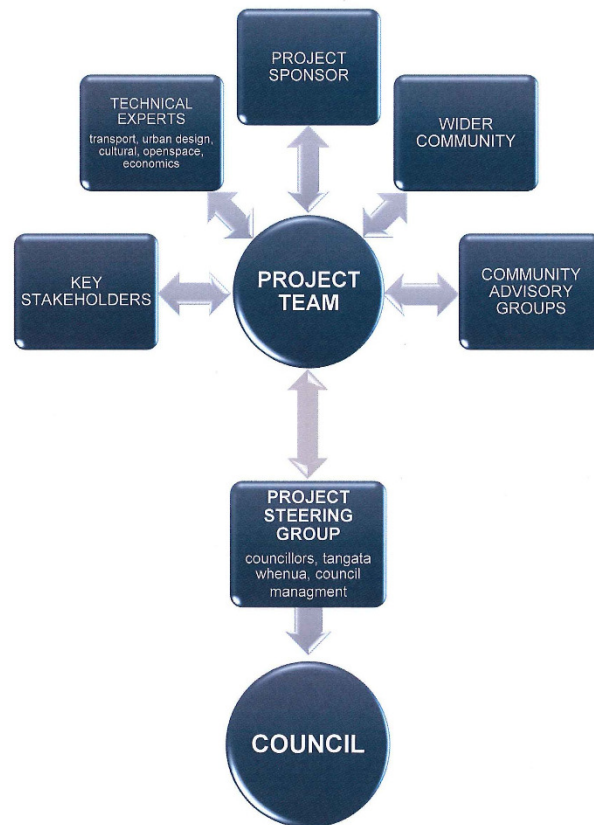 PROJECT
SPONSOR
TECHNICAL
EXPERTS
transport, urban design,
cultural, openspace,
economics
WIDER
COMMUNITY
KEY
STAKEHOLDERS
PROJECT
TEAM
COMMUNITY
ADVISORY
GROUPS
PROJECT
STEERING
GROUP
councillors, tangata
whenua, council
managment
COUNCIL